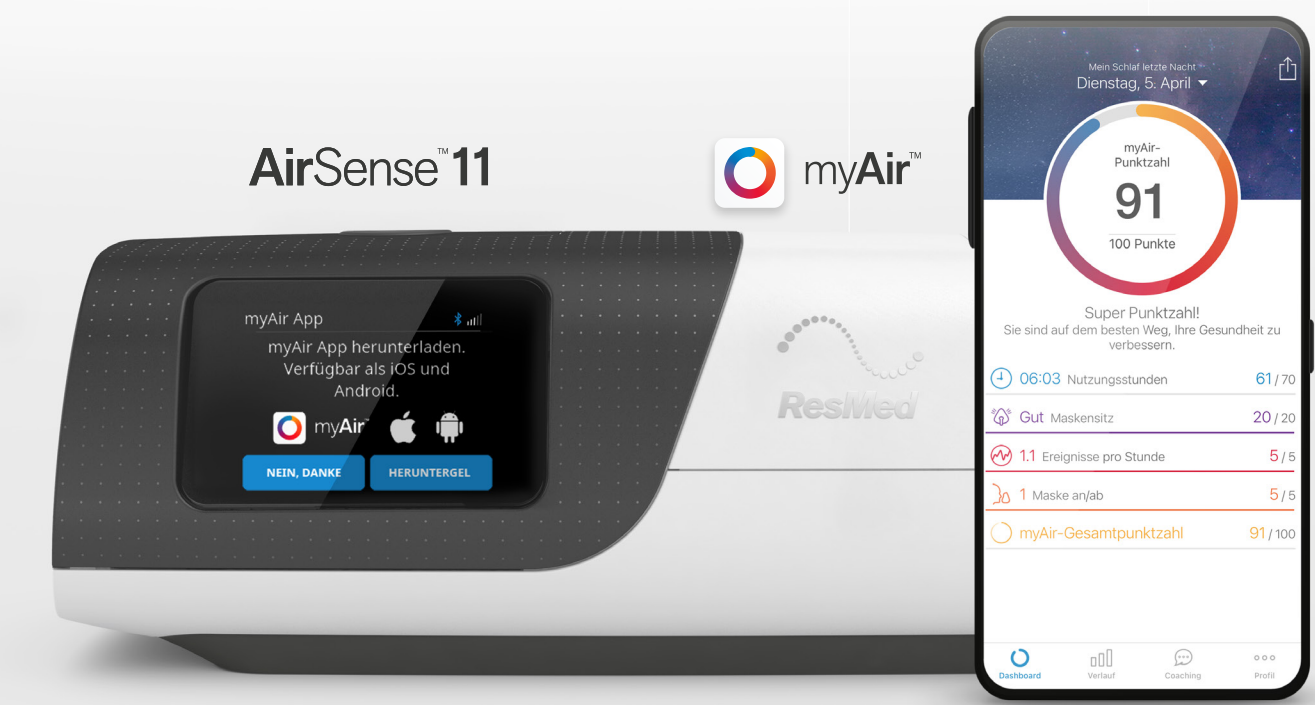 AirSense™ 11
myAir™
myAir App
myAir App herunterladen.
Verfügbar als iOS und
Android.
myAir™
NEIN, DANKE
HERUNTERGEL
ResMed
Mein Schlaf letzte Nacht
Dienstag, 5. April
myAir-
Punktzahl
91
100 Punkte
Super Punktzahl!
Sie sind auf dem besten Weg, Ihre Gesundheit zu
verbessern.
06:03 Nutzungsstunden 61 / 70
Gut Maskensitz 20 / 20
1.1 Ereignisse pro Stunde 5 / 5
1 Maske an/ab 5 / 5
myAir-Gesamtpunktzahl 91 / 100
Dashboard
Verlauf
Coaching
Profil